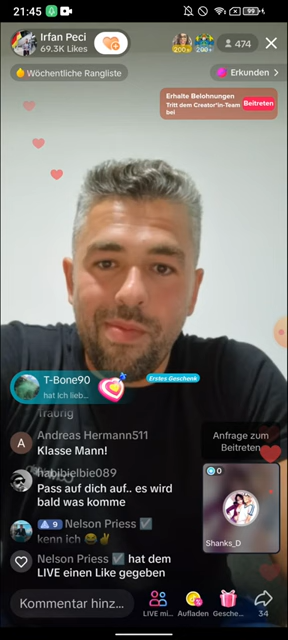 21:45
99
Irfan Peci
69.3K Likes
200+
200+
474
Wöchentliche Rangliste
Erkunden >
Erhalte Belohnungen
Tritt dem Creator*in-Team
bei
Beitreten
T-Bone90
hat Ich lieb...
Erstes Geschenk
Traung
A
Andreas Hermann511
Klasse Mann!
habibielbie089
Pass auf dich auf.. es wird
bald was komme
9 Nelson Priess
kenn ich
Nelson Priess hat dem
LIVE einen Like gegeben
Anfrage zum
Beitreten
0
Shanks_D
Kommentar hinz...
LIVE mi...
Aufladen
Gesche...
34